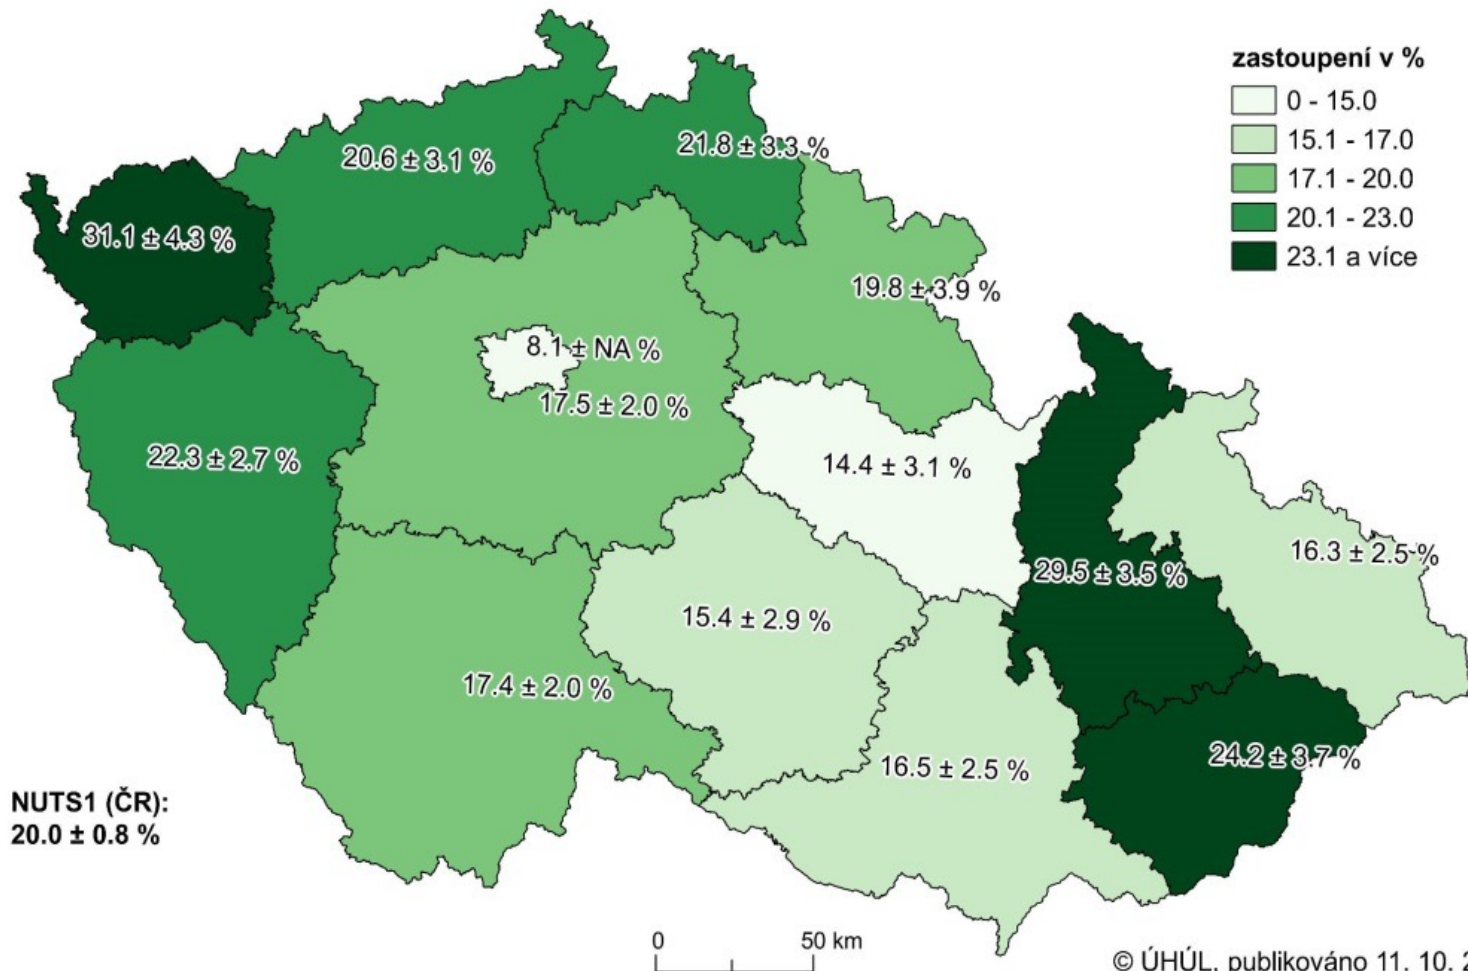 zastoupení v %
0 - 15.0
15.1 - 17.0
17.1 - 20.0
20.1 - 23.0
23.1 a více
20.6 ± 3.1 %
21.8 ± 3.3 %
31.1 ± 4.3 %
19.8 ± 3.9 %
8.1 ± NA %
17.5 ± 2.0 %
22.3 ± 2.7 %
14.4 ± 3.1 %
16.3 ± 2.5 %
29.5 ± 3.5 %
15.4 ± 2.9 %
17.4 ± 2.0 %
24.2 ± 3.7 %
16.5 ± 2.5 %
NUTS1 (ČR):
20.0 ± 0.8 %
0 50 km
© ÚHÚL, publikováno 11. 10. 2